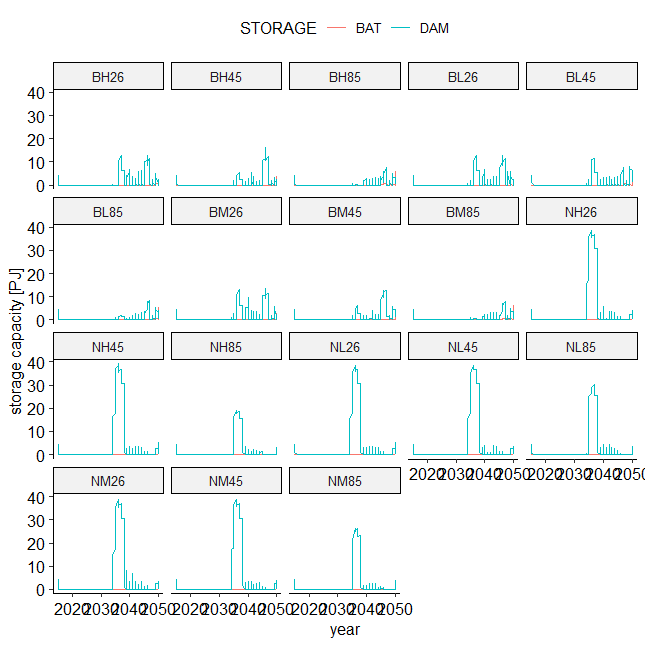 STORAGE BAT DAM
BH26 BH45 BH85 BL26 BL45
40
30
20
10
0
BL85 BM26 BM45 BM85 NH26
40
30
20
10
0
NH45 NH85 NL26 NL45 NL85
40
30
20
10
0
2020 2030 2040 2050 2020 2030 2040 2050
NM26 NM45 NM85
40
30
20
10
0
2020 2030 2040 2050 2020 2030 2040 2050 2020 2030 2040 2050
year
storage capacity [PJ]